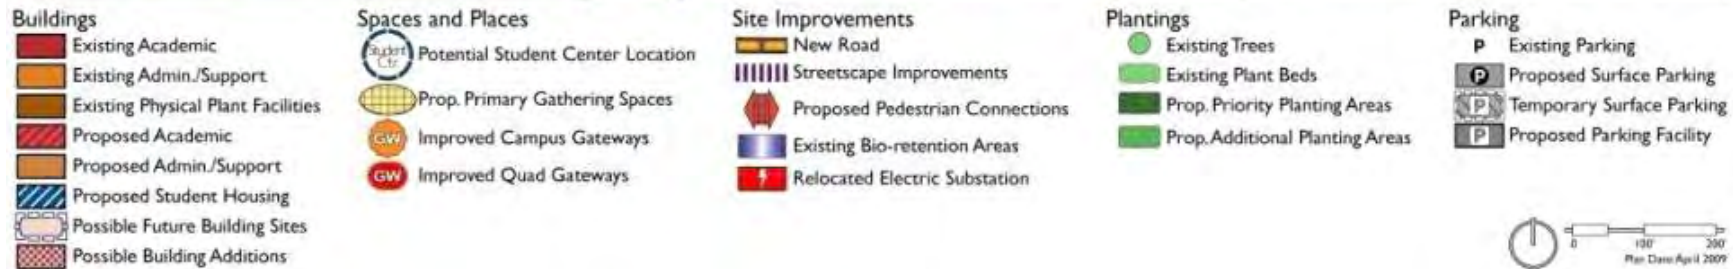 Buildings
Existing Academic
Existing Admin./Support
Existing Physical Plant Facilities
Proposed Academic
Proposed Admin./Support
Proposed Student Housing
Possible Future Building Sites
Possible Building Additions
Spaces and Places
Student
Ctr
Potential Student Center Location
Prop. Primary Gathering Spaces
GW Improved Campus Gateways
GW Improved Quad Gateways
Site Improvements
New Road
Streetscape Improvements
Proposed Pedestrian Connections
Existing Bio-retention Areas
Relocated Electric Substation
Plantings
Existing Trees
Existing Plant Beds
Prop. Priority Planting Areas
Prop. Additional Planting Areas
Parking
P Existing Parking
P Proposed Surface Parking
P Temporary Surface Parking
P Proposed Parking Facility
0 100' 200'
Plan Date: April 2009